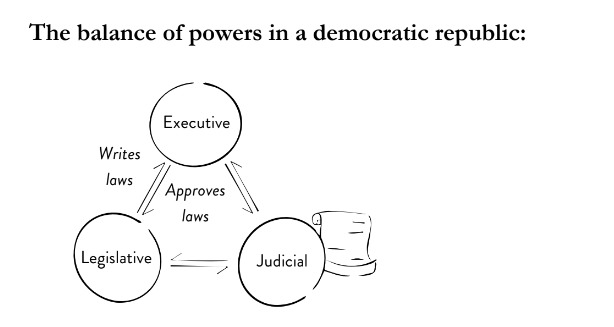 The balance of powers in a democratic republic:
Executive
Writes
laws
Approves
laws
Legislative
Judicial